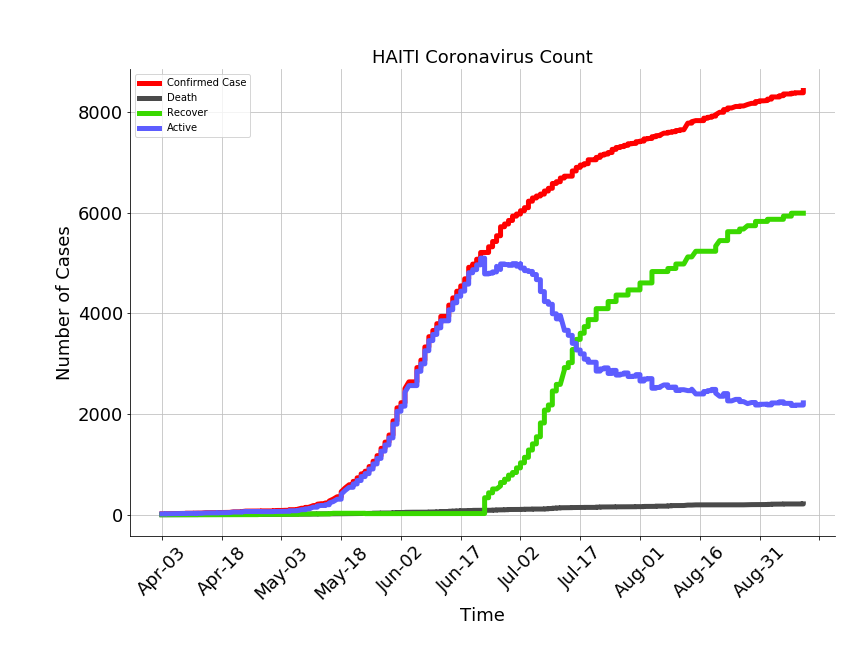 HAITI Coronavirus Count
Confirmed Case
Death
Recover
Active
8000
6000
4000
2000
0
Number of Cases
Apr-03
Apr-18
May-03
May-18
Jun-02
Jun-17
Jul-02
Jul-17
Aug-01
Aug-16
Aug-31
Time